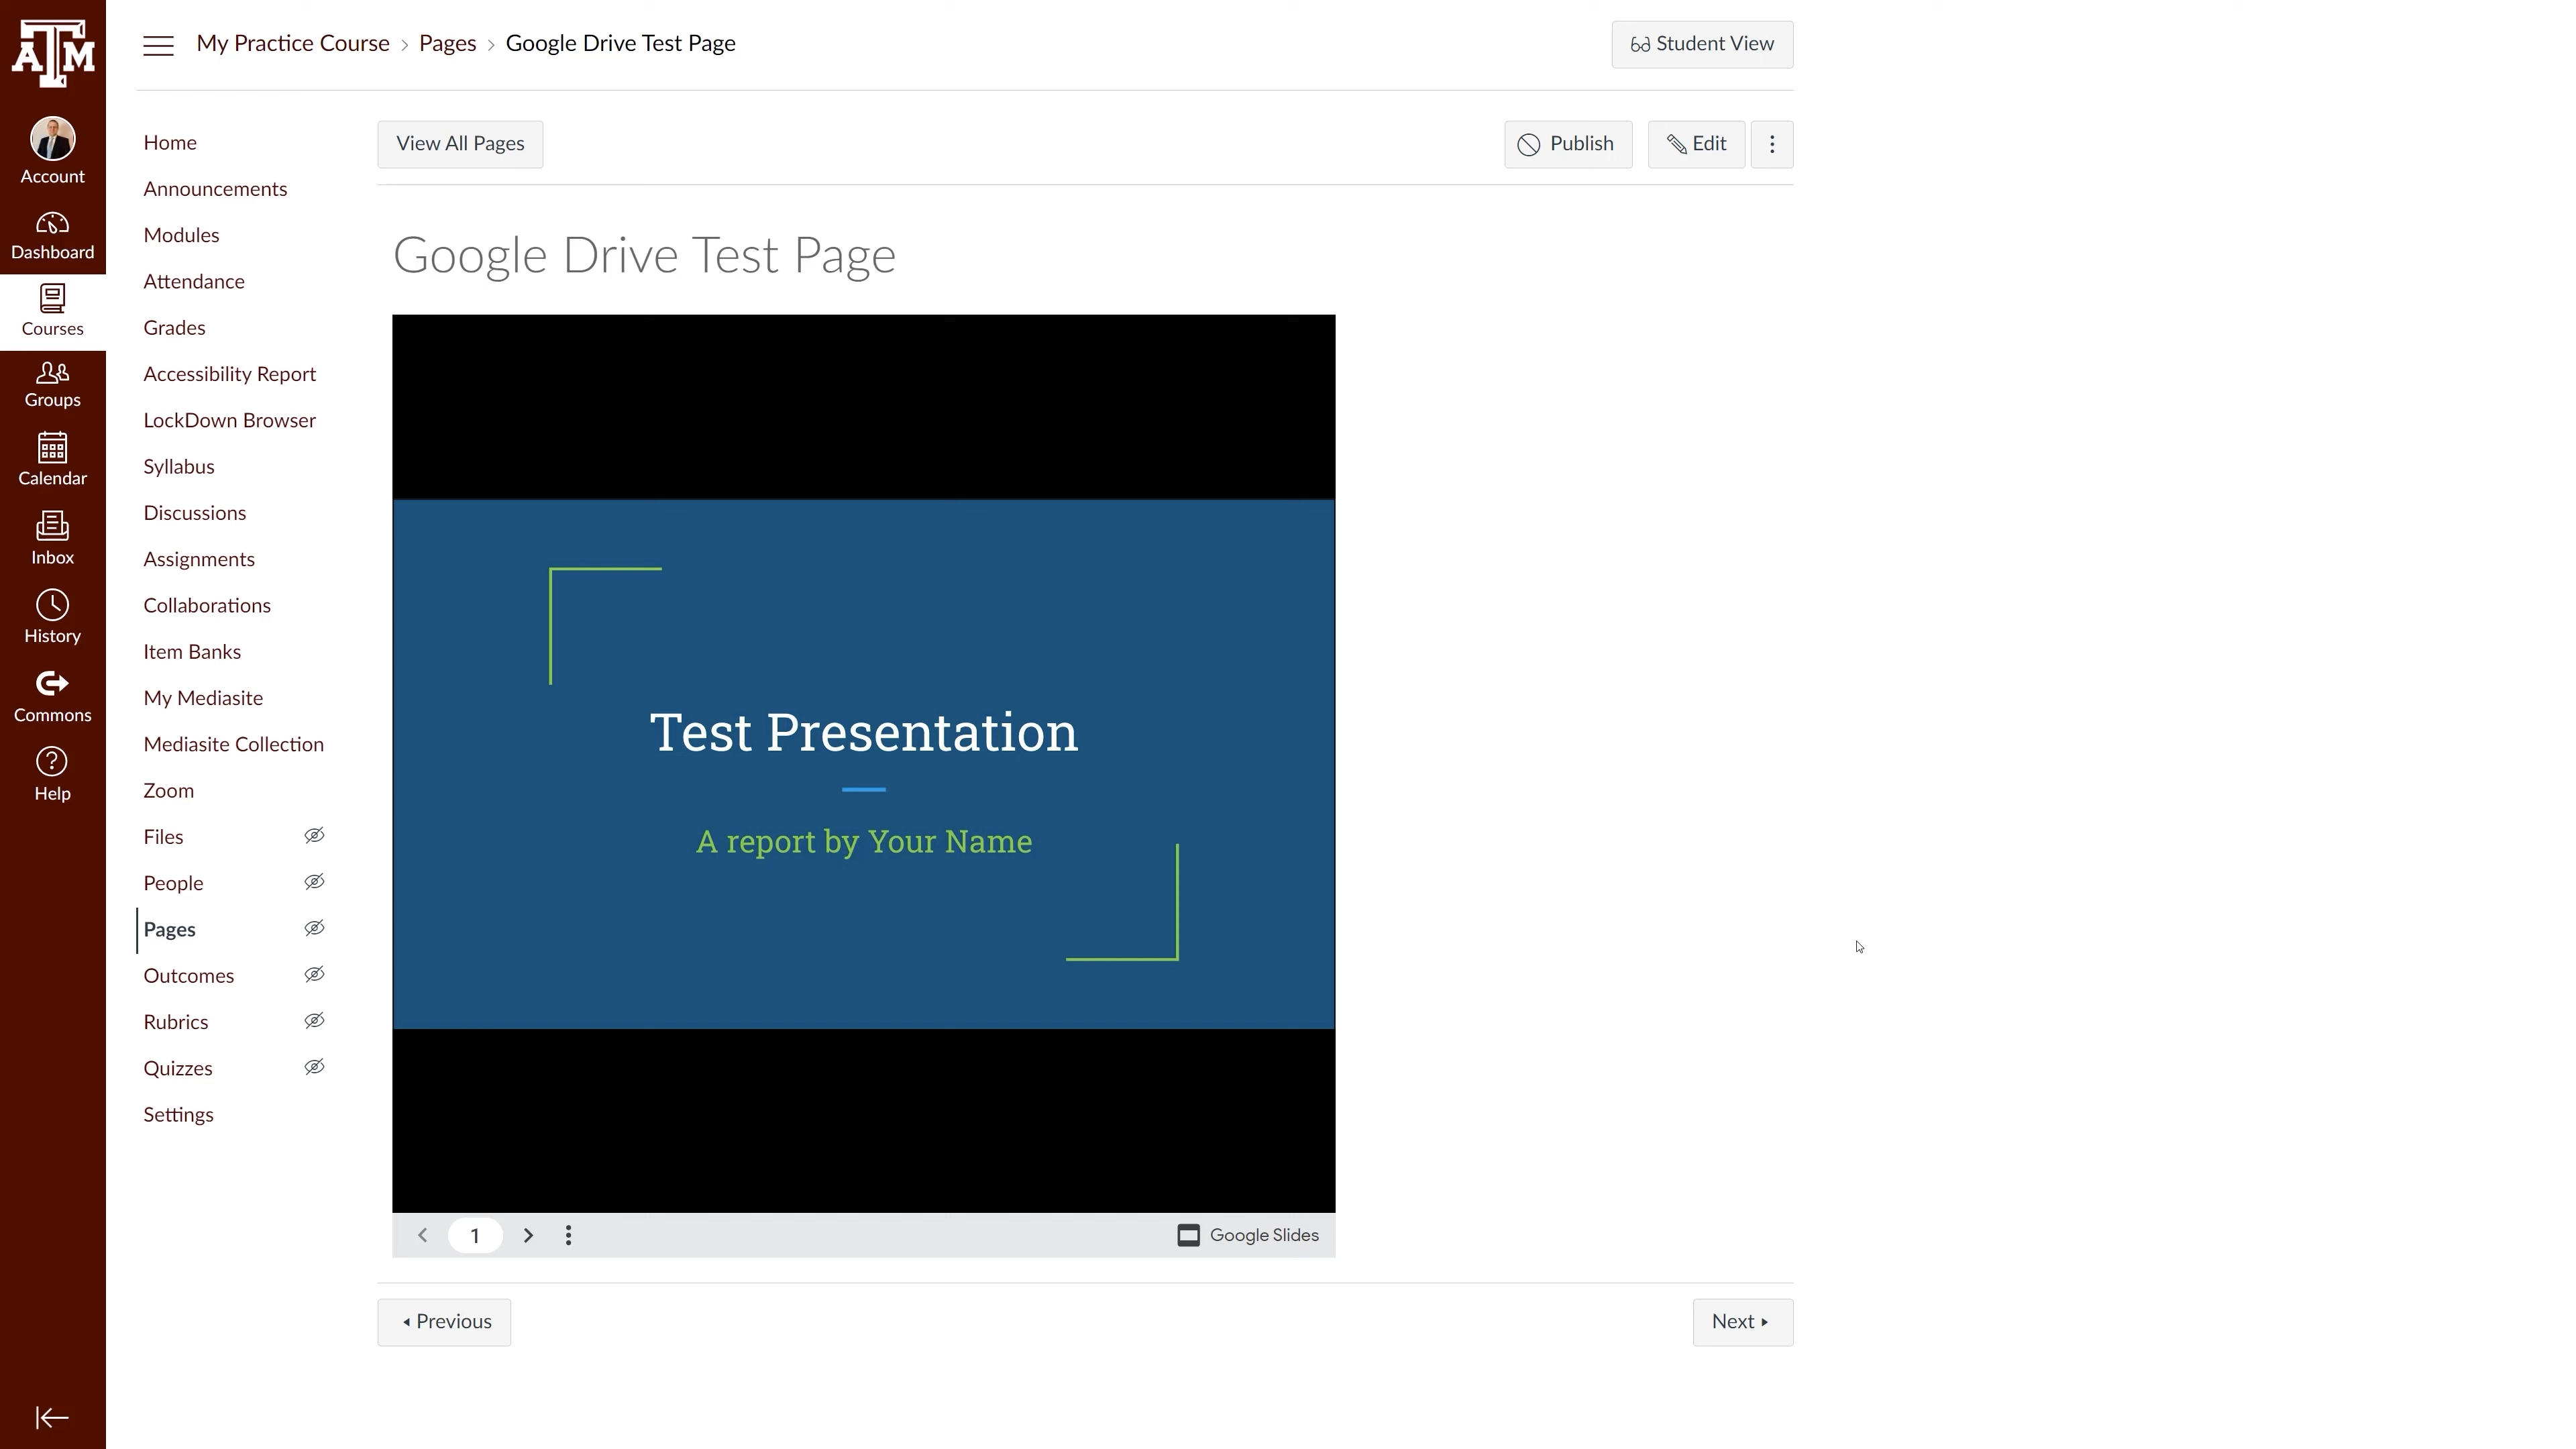 ATM
Account
Dashboard
Courses
Groups
Calendar
Inbox
History
Commons
Help
My Practice Course › Pages › Google Drive Test Page
Student View
Home
Announcements
Modules
Attendance
Grades
Accessibility Report
LockDown Browser
Syllabus
Discussions
Assignments
Collaborations
Item Banks
My Mediasite
Mediasite Collection
Zoom
Files
People
Pages
Outcomes
Rubrics
Quizzes
Settings
View All Pages
Publish
Edit
Google Drive Test Page
Test Presentation
A report by Your Name
1
Google Slides
Previous
Next